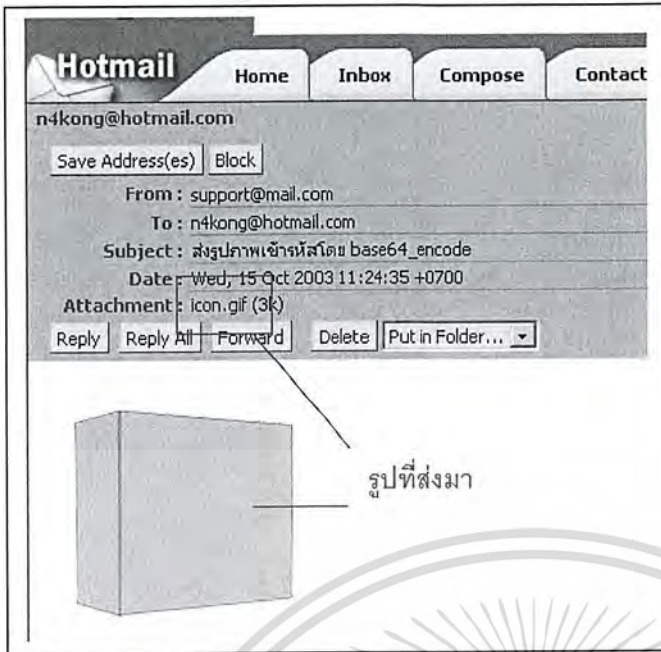 Hotmail Home Inbox Compose Contact
n4kong@hotmail.com
Save Address(es) Block
From : support@mail.com
To : n4kong@hotmail.com
Subject : ส่งรูปภาพเข้ารหัสโดย base64_encode
Date : Wed, 15 Oct 2003 11:24:35 +0700
Attachment : icon.gif (3k)
Reply Reply All Forward Delete Put in Folder...
รูปที่ส่งมา